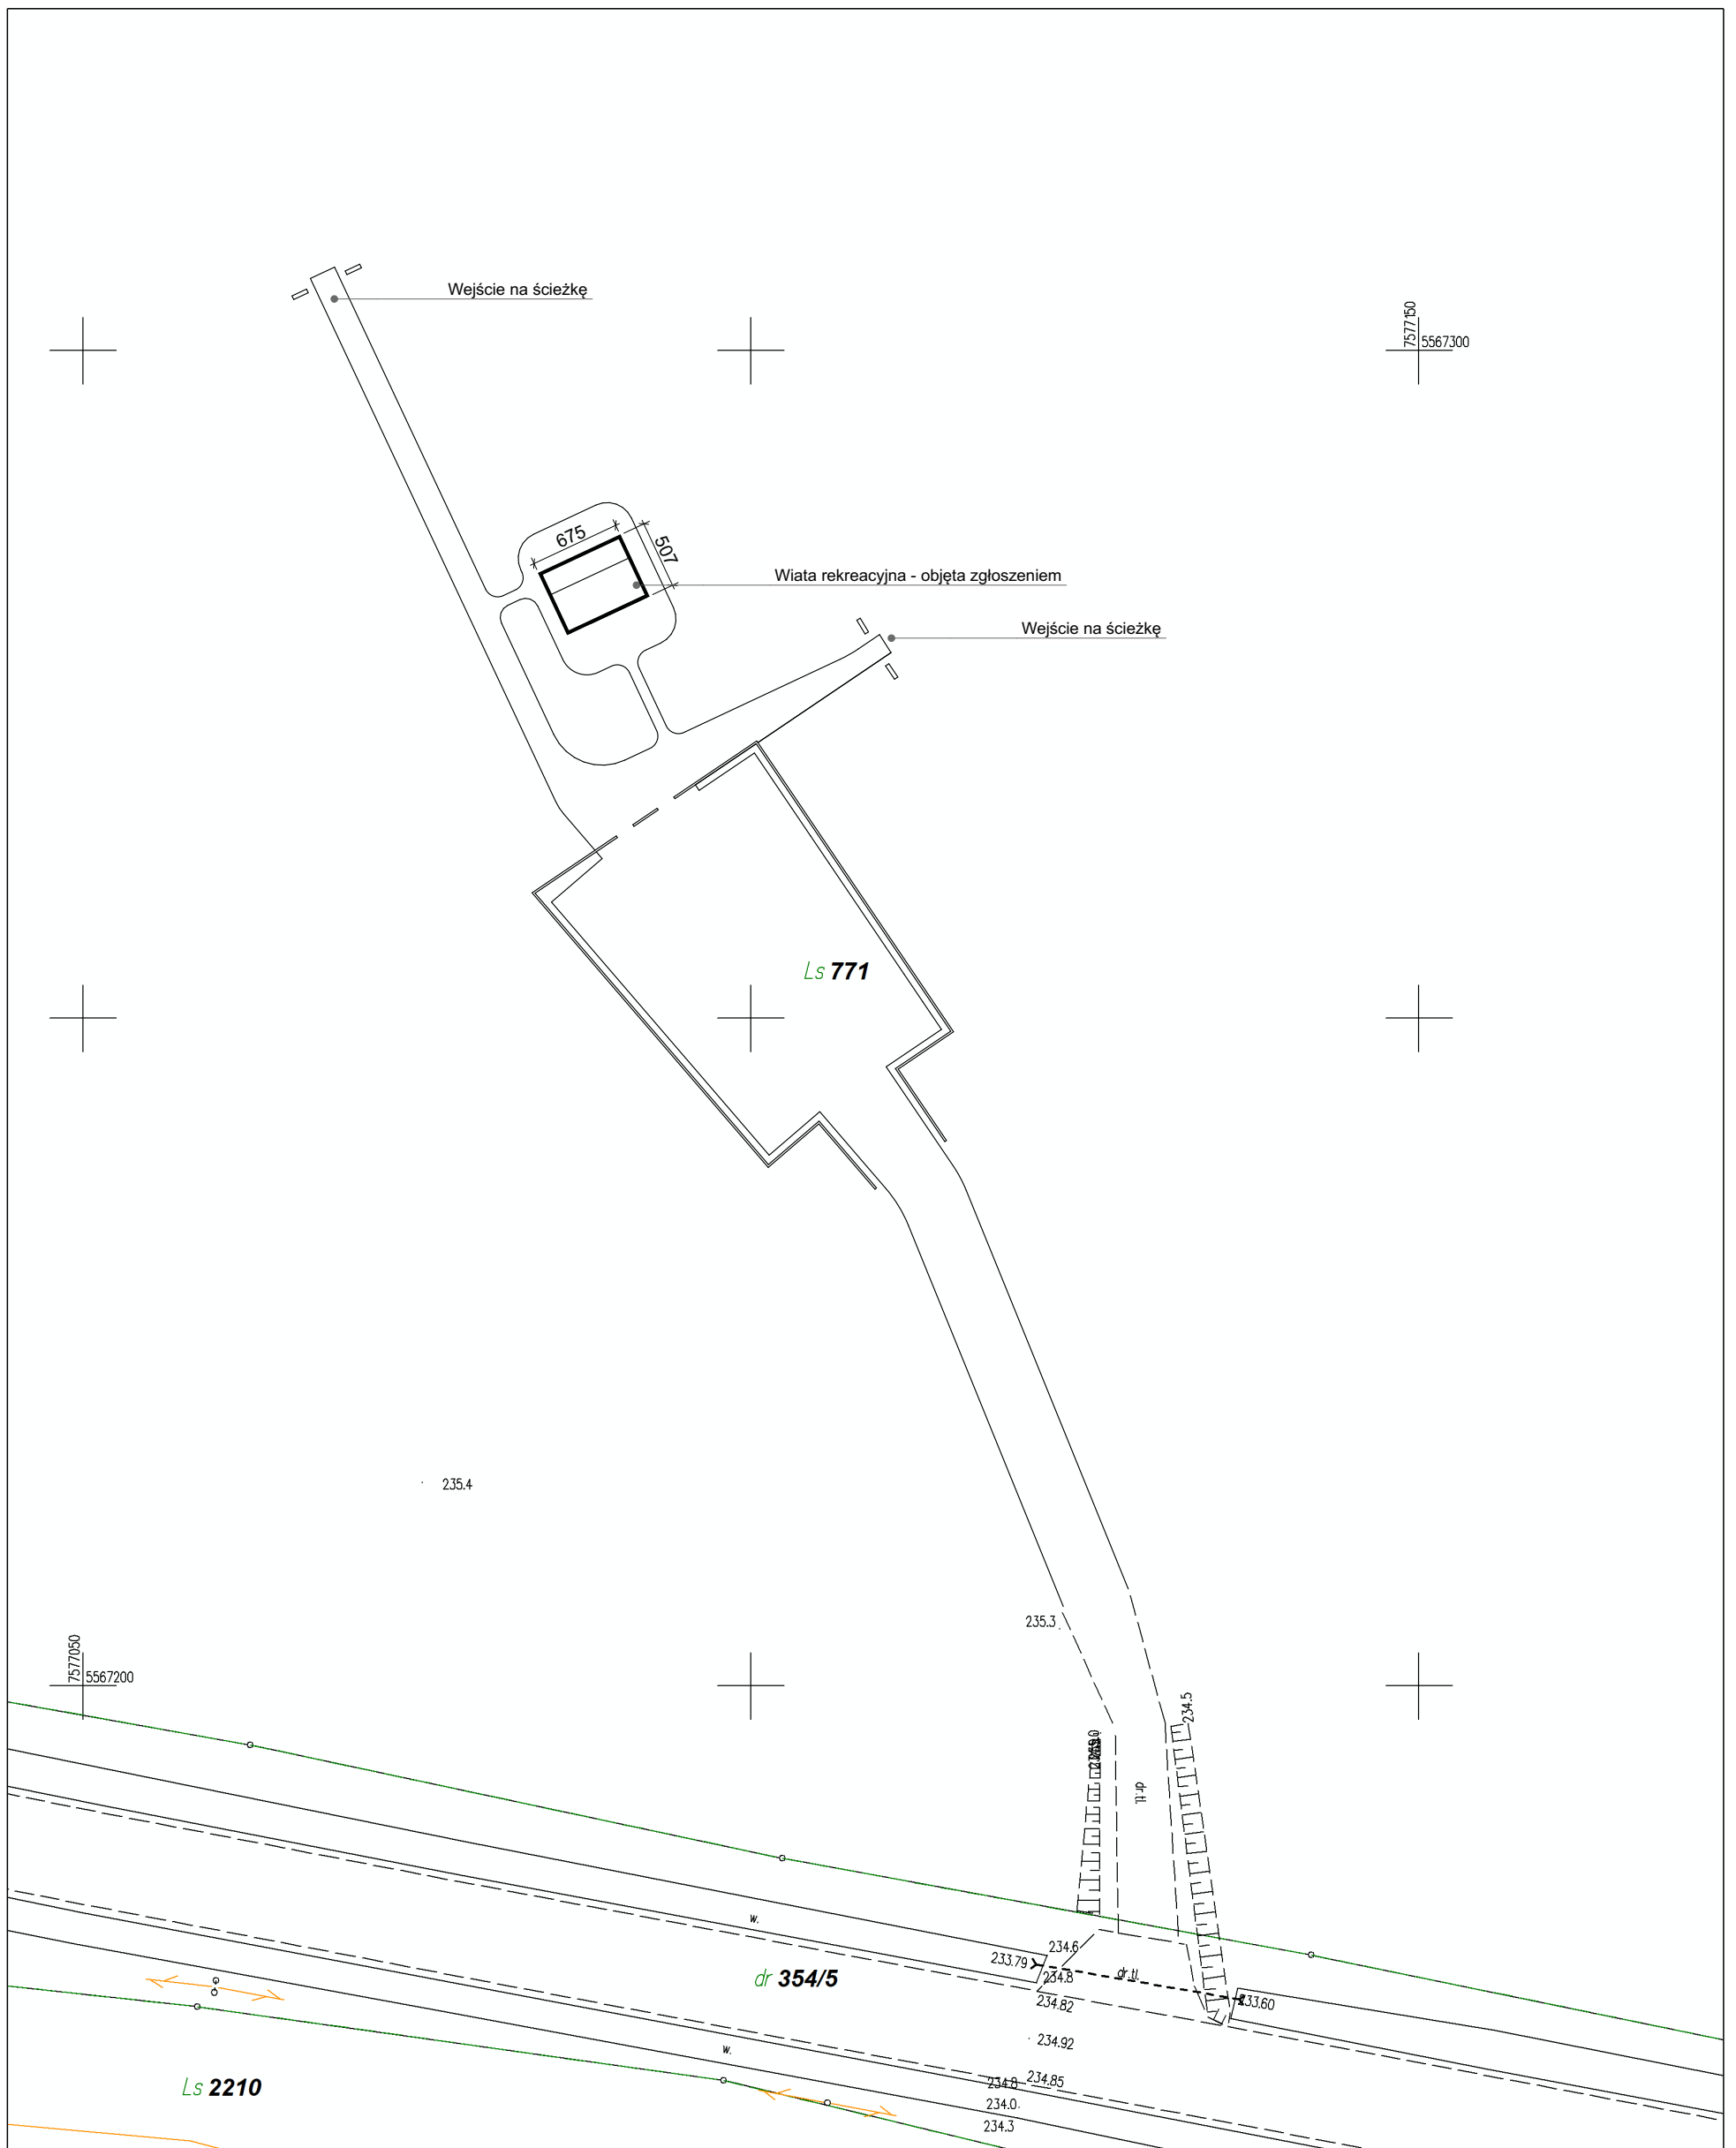 Wejście na ścieżkę
7577150
5567300
675
507
Wiata rekreacyjna - objęta zgłoszeniem
Wejście na ścieżkę
Ls 771
235.4
235.3
7577050
5567200
234.5
dr.tl.
w.
234.6
233.79
dr.tl.
234.8
dr 354/5
234.82
233.60
234.92
w.
234.85
234.8
Ls 2210
234.0
234.3